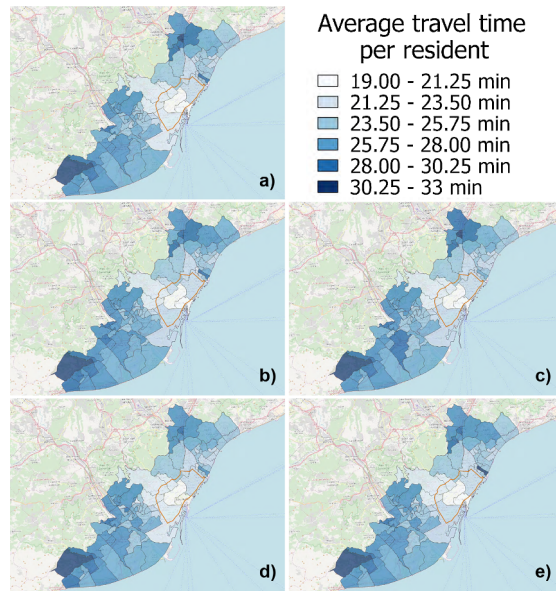 Average travel time
per resident
19.00 - 21.25 min
21.25 - 23.50 min
23.50 - 25.75 min
25.75 - 28.00 min
28.00 - 30.25 min
30.25 - 33 min
a)
b)
c)
d)
e)